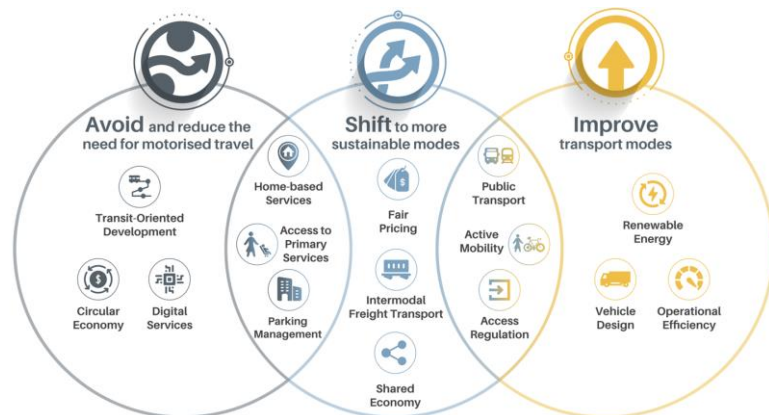 Avoid and reduce the
need for motorised travel
Shift to more
sustainable modes
Improve
transport modes
Transit-Oriented
Development
Circular
Economy
Digital
Services
Home-based
Services
Access to
Primary
Services
Parking
Management
Fair
Pricing
Intermodal
Freight Transport
Shared
Economy
Public
Transport
Active
Mobility
Access
Regulation
Renewable
Energy
Vehicle
Design
Operational
Efficiency